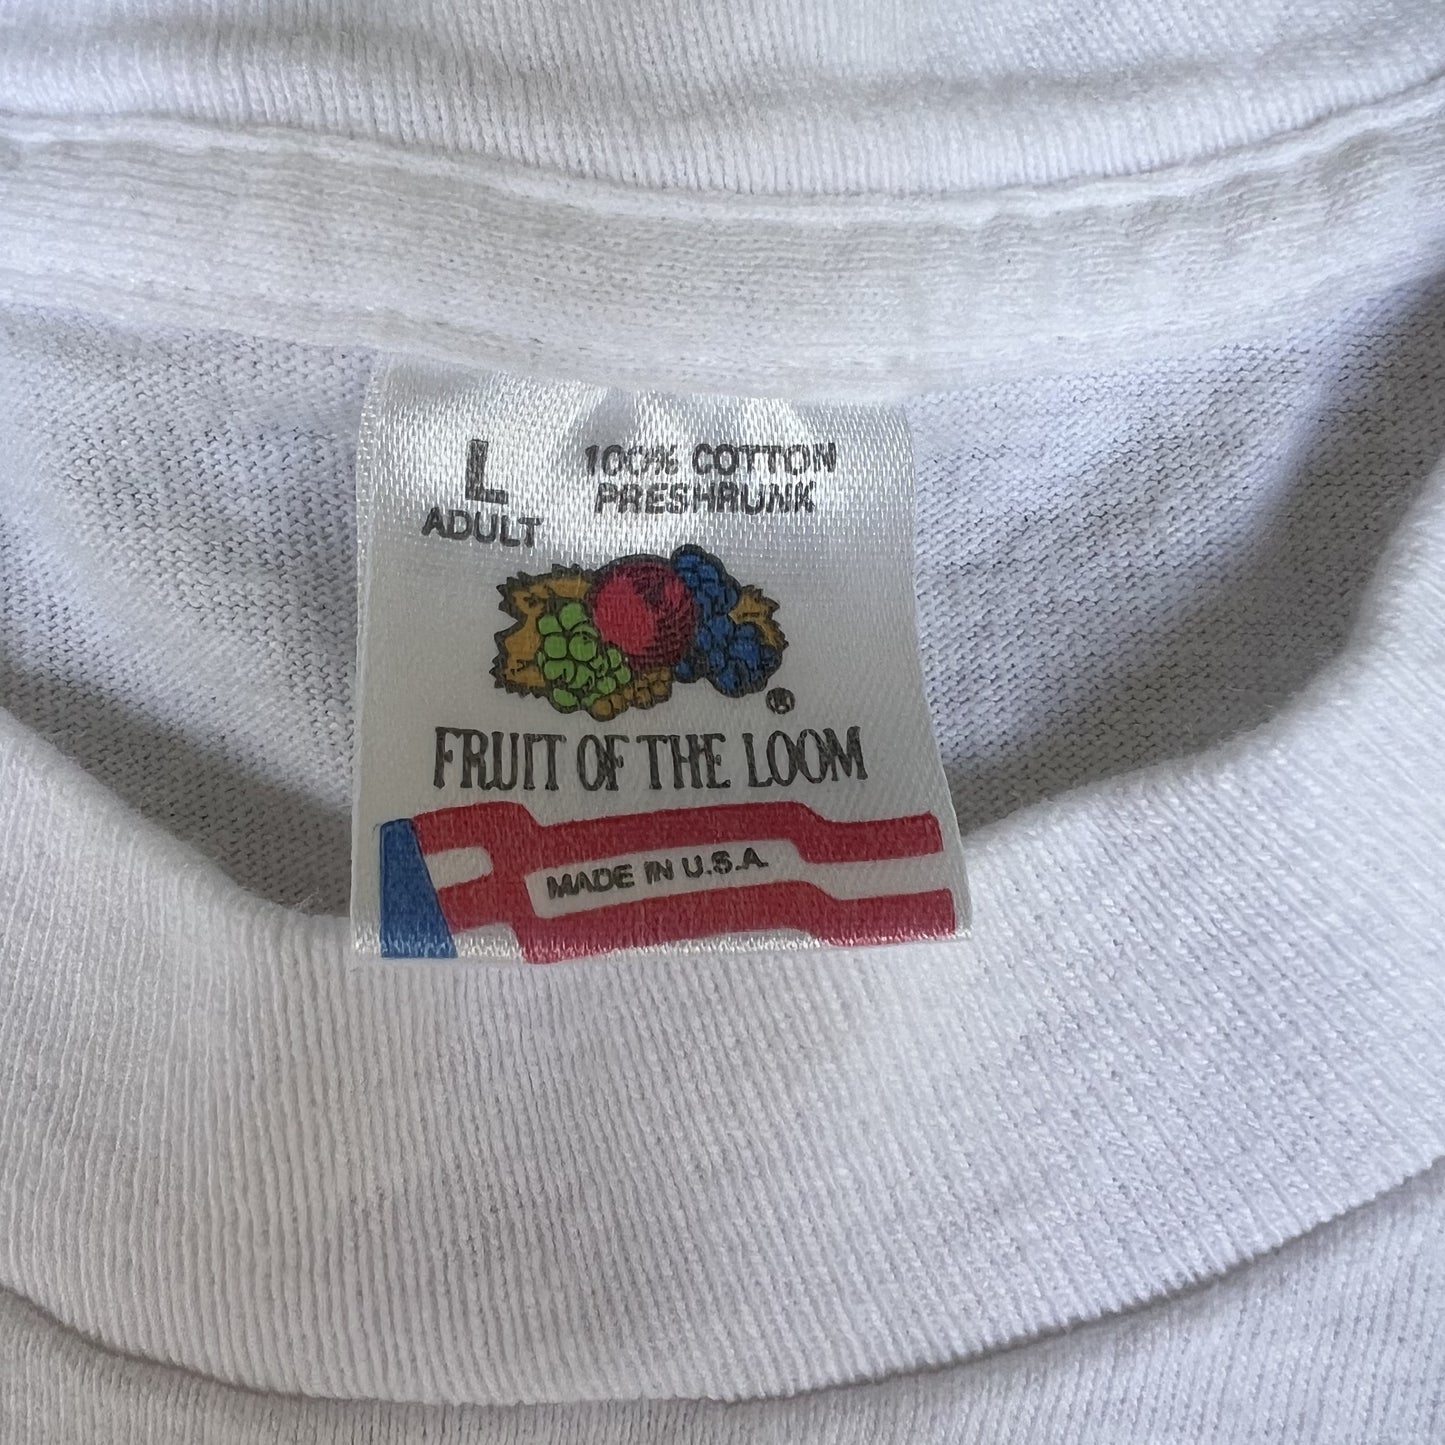 L
ADULT
100% COTTON
PRESHRUNK
®
FRUIT OF THE LOOM
MADE IN U.S.A.